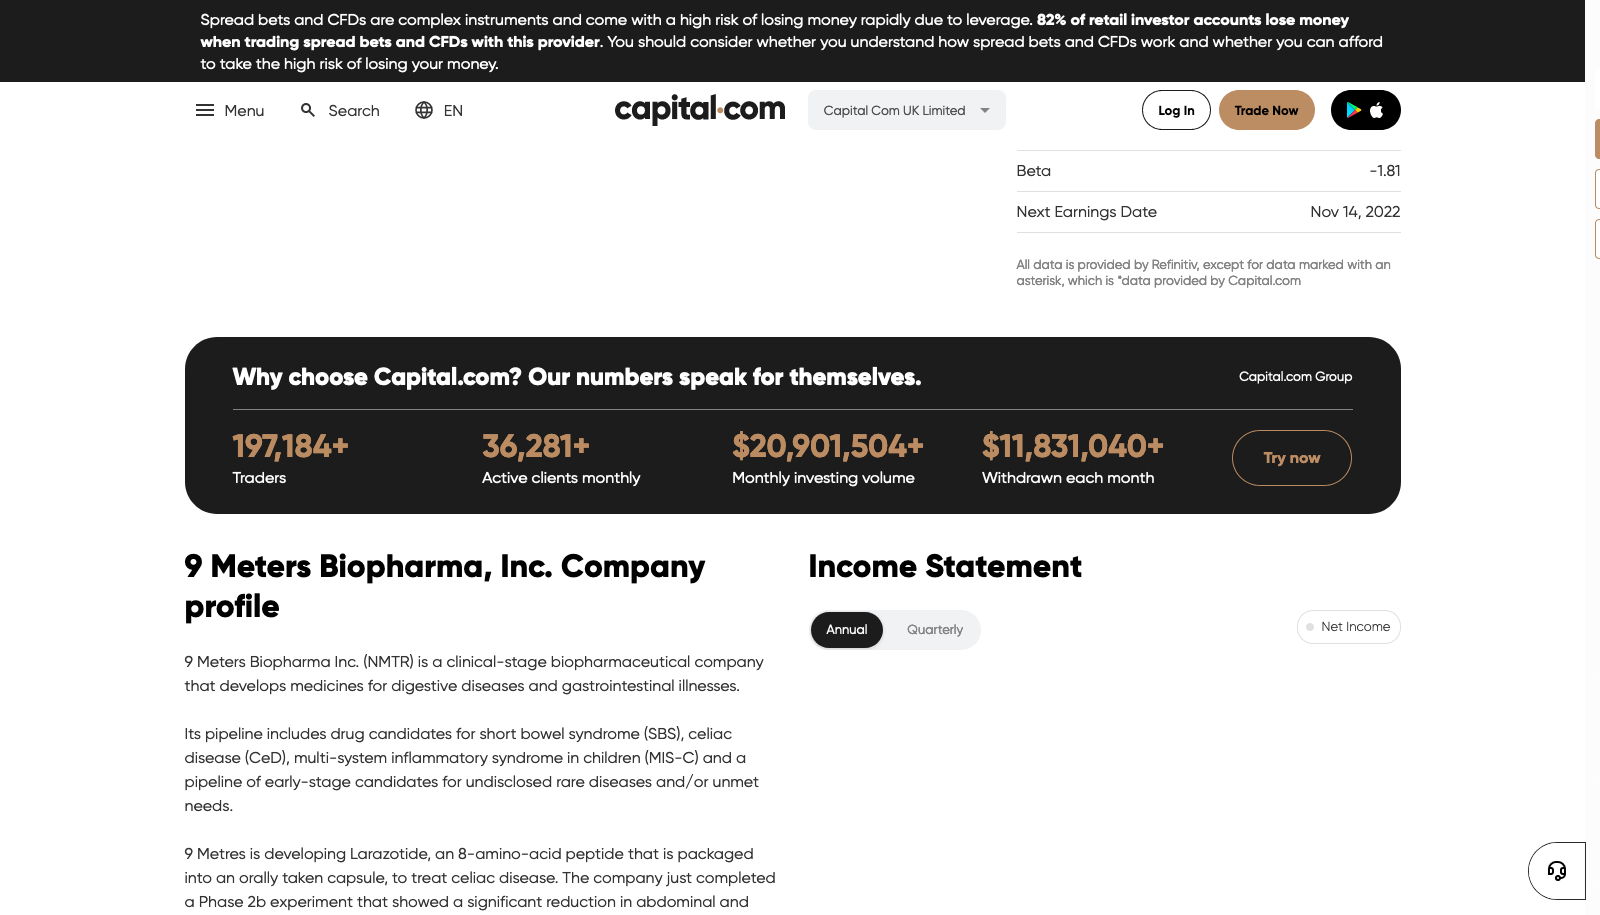 Spread bets and CFDs are complex instruments and come with a high risk of losing money rapidly due to leverage. 82% of retail investor accounts lose money
when trading spread bets and CFDs with this provider. You should consider whether you understand how spread bets and CFDs work and whether you can afford
to take the high risk of losing your money.
Menu
Search
EN
capital.com
Capital Com UK Limited
Log In
Trade Now
Beta -1.81
Next Earnings Date Nov 14, 2022
All data is provided by Refinitiv, except for data marked with an
asterisk, which is *data provided by Capital.com
Why choose Capital.com? Our numbers speak for themselves.
Capital.com Group
197,184+
Traders
36,281+
Active clients monthly
$20,901,504+
Monthly investing volume
$11,831,040+
Withdrawn each month
Try now
9 Meters Biopharma, Inc. Company
profile
9 Meters Biopharma Inc. (NMTR) is a clinical-stage biopharmaceutical company
that develops medicines for digestive diseases and gastrointestinal illnesses.
Its pipeline includes drug candidates for short bowel syndrome (SBS), celiac
disease (CeD), multi-system inflammatory syndrome in children (MIS-C) and a
pipeline of early-stage candidates for undisclosed rare diseases and/or unmet
needs.
9 Metres is developing Larazotide, an 8-amino-acid peptide that is packaged
into an orally taken capsule, to treat celiac disease. The company just completed
a Phase 2b experiment that showed a significant reduction in abdominal and
Income Statement
Annual
Quarterly
Net Income